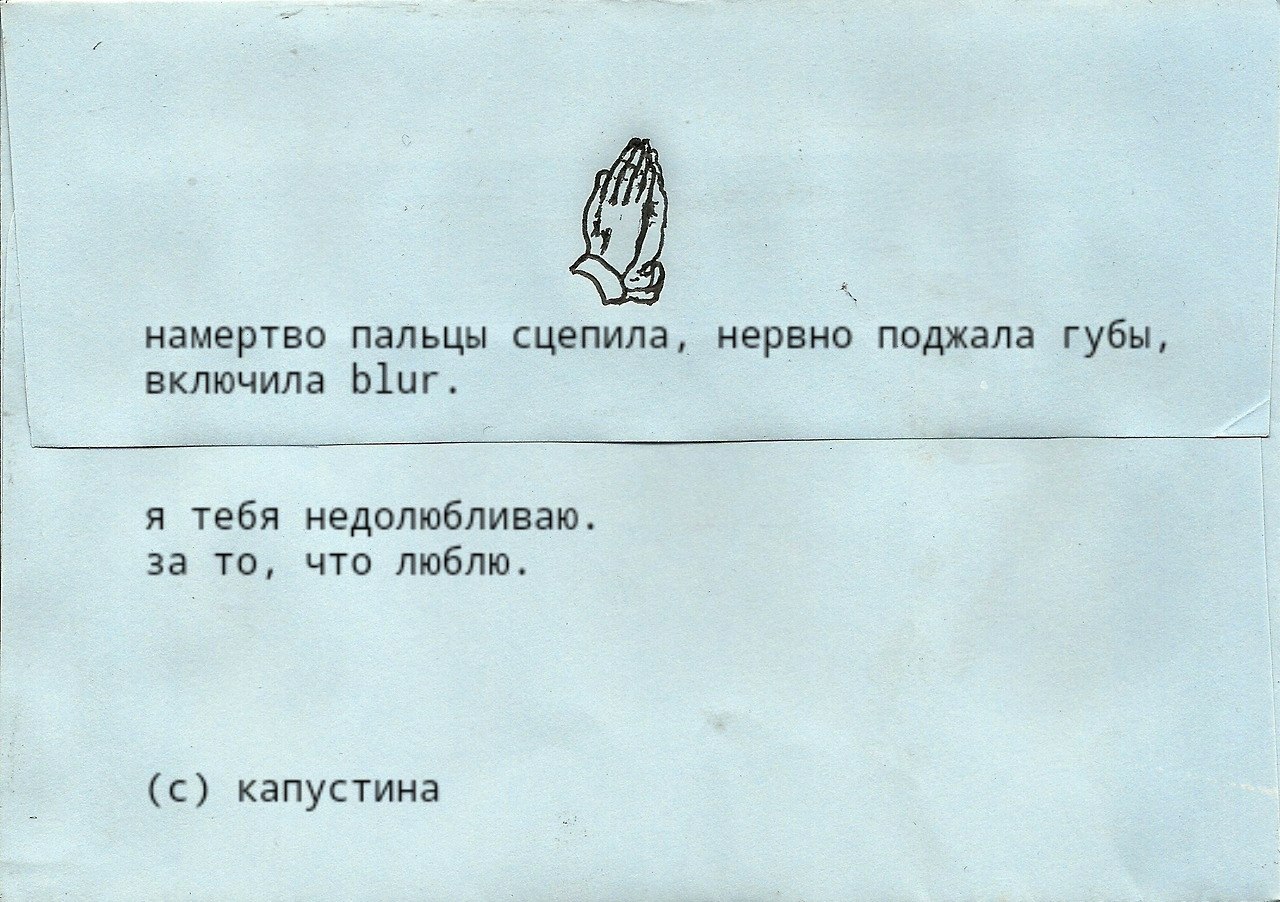 намертво пальцы сцепила, нервно поджала губы,
включила blur.
я тебя недолюбливаю.
за то, что люблю.
(с) капустина